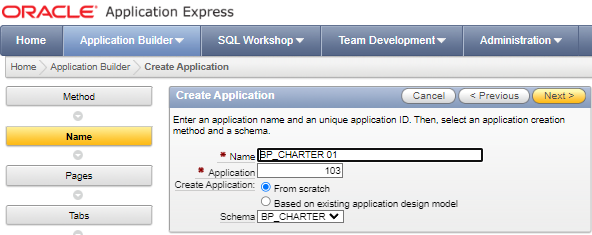 ORACLE Application Express
Home Application Builder SQL Workshop Team Development Administration
Home Application Builder Create Application
Method
Name
Pages
Tabs
Create Application Cancel < Previous Next >
Enter an application name and an unique application ID. Then, select an application creation
method and a schema.
* Name BP_CHARTER 01
* Application 103
Create Application: From scratch
Based on existing application design model
Schema BP_CHARTER